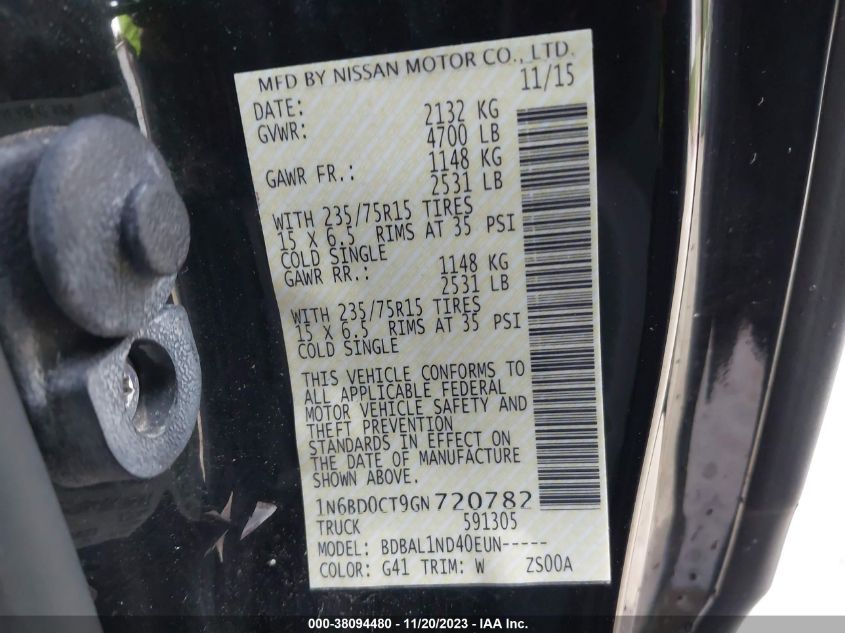 MFD BY NISSAN MOTOR CO., LTD.
DATE: 11/15
GVWR: 2132 KG
4700 LB
GAWR FR.: 1148 KG
2531 LB
WITH 235/75R15 TIRES
15 X 6.5 RIMS AT 35 PSI
COLD SINGLE
GAWR RR.: 1148 KG
2531 LB
WITH 235/75R15 TIRES
15 X 6.5 RIMS AT 35 PSI
COLD SINGLE
THIS VEHICLE CONFORMS TO
ALL APPLICABLE FEDERAL
MOTOR VEHICLE SAFETY AND
THEFT PREVENTION
STANDARDS IN EFFECT ON
THE DATE OF MANUFACTURE
SHOWN ABOVE.
1N6BD0CT9GN720782
TRUCK 591305
MODEL: BDBAL1ND40EUN-----
COLOR: G41 TRIM: W ZS00A
000-38094480 - 11/20/2023 - IAA Inc.